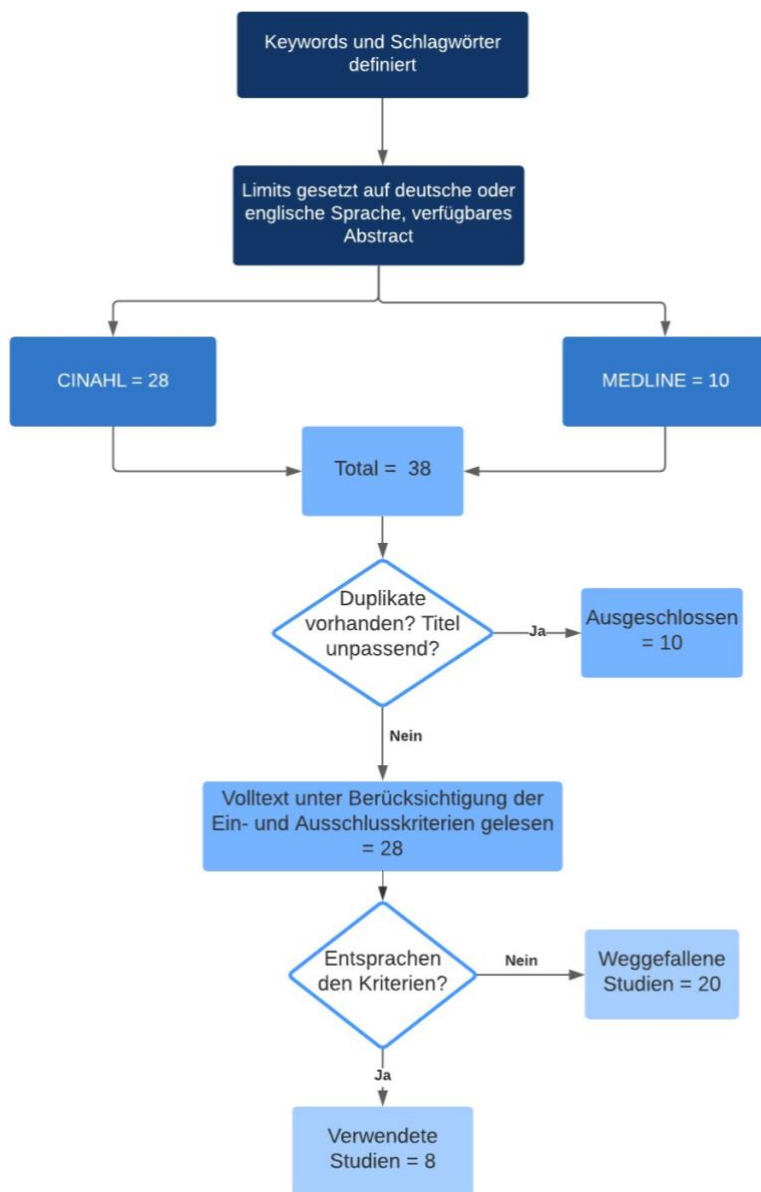 Keywords und Schlagwörter
definiert
Limits gesetzt auf deutsche oder
englische Sprache, verfügbares
Abstract
CINAHL = 28
MEDLINE = 10
Total = 38
Duplikate
vorhanden? Titel
unpassend?
Ja
Ausgeschlossen
= 10
Nein
Volltext unter Berücksichtigung der
Ein- und Ausschlusskriterien gelesen
= 28
Entsprachen
den Kriterien?
Nein
Weggefallene
Studien = 20
Ja
Verwendete
Studien = 8